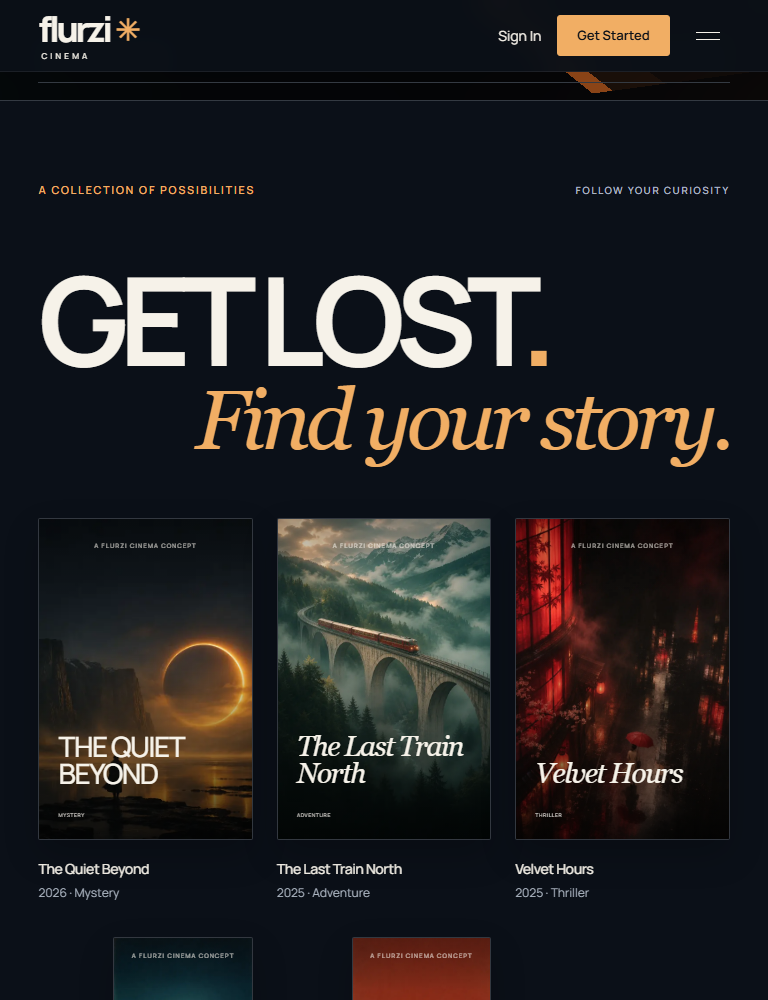 flurzi
CINEMA
Sign In
Get Started
A COLLECTION OF POSSIBILITIES
FOLLOW YOUR CURIOSITY
GET LOST.
Find your story.
A FLURZI CINEMA CONCEPT
THE QUIET
BEYOND
MYSTERY
A FLURZI CINEMA CONCEPT
The Last Train
North
ADVENTURE
A FLURZI CINEMA CONCEPT
Velvet Hours
THRILLER
The Quiet Beyond
2026 · Mystery
The Last Train North
2025 · Adventure
Velvet Hours
2025 · Thriller
A FLURZI CINEMA CONCEPT
A FLURZI CINEMA CONCEPT